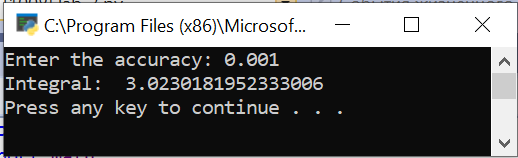 C:\Program Files (x86)\Microsof...
Enter the accuracy: 0.001
Integral:  3.0230181952333006
Press any key to continue . . .